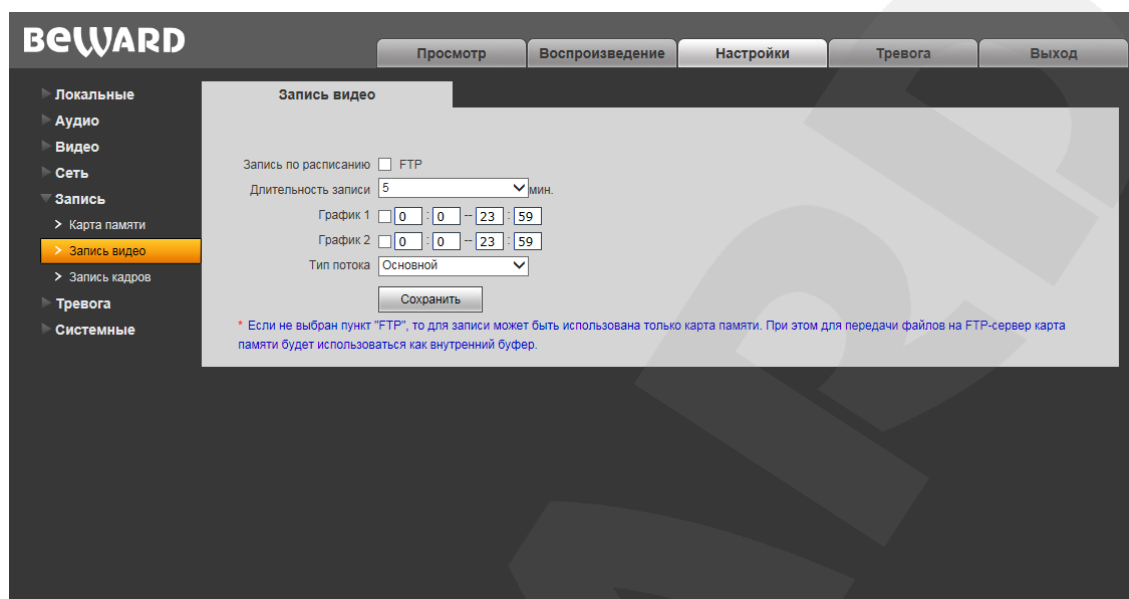 BEWARD
Просмотр Воспроизведение Настройки Тревога Выход
Локальные
Аудио
Видео
Сеть
Запись
> Карта памяти
> Запись видео
> Запись кадров
Тревога
Системные
Запись видео
Запись по расписанию FTP
Длительность записи 5 мин.
График 1 0 : 0 -- 23 : 59
График 2 0 : 0 -- 23 : 59
Тип потока Основной
Сохранить
* Если не выбран пункт "FTP", то для записи может быть использована только карта памяти. При этом для передачи файлов на FTP-сервер карта
памяти будет использоваться как внутренний буфер.